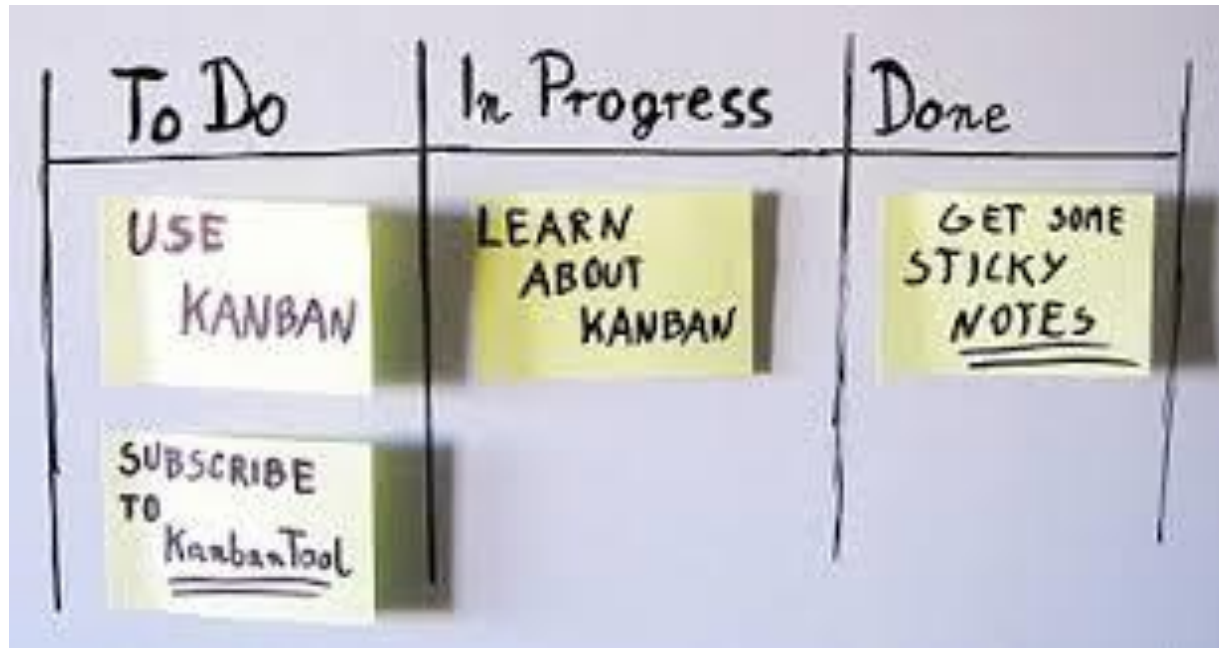 To Do
In Progress
Done
USE
KANBAN
SUBSCRIBE
TO
KanbanTool
LEARN
ABOUT
KANBAN
GET SOME
STICKY
NOTES